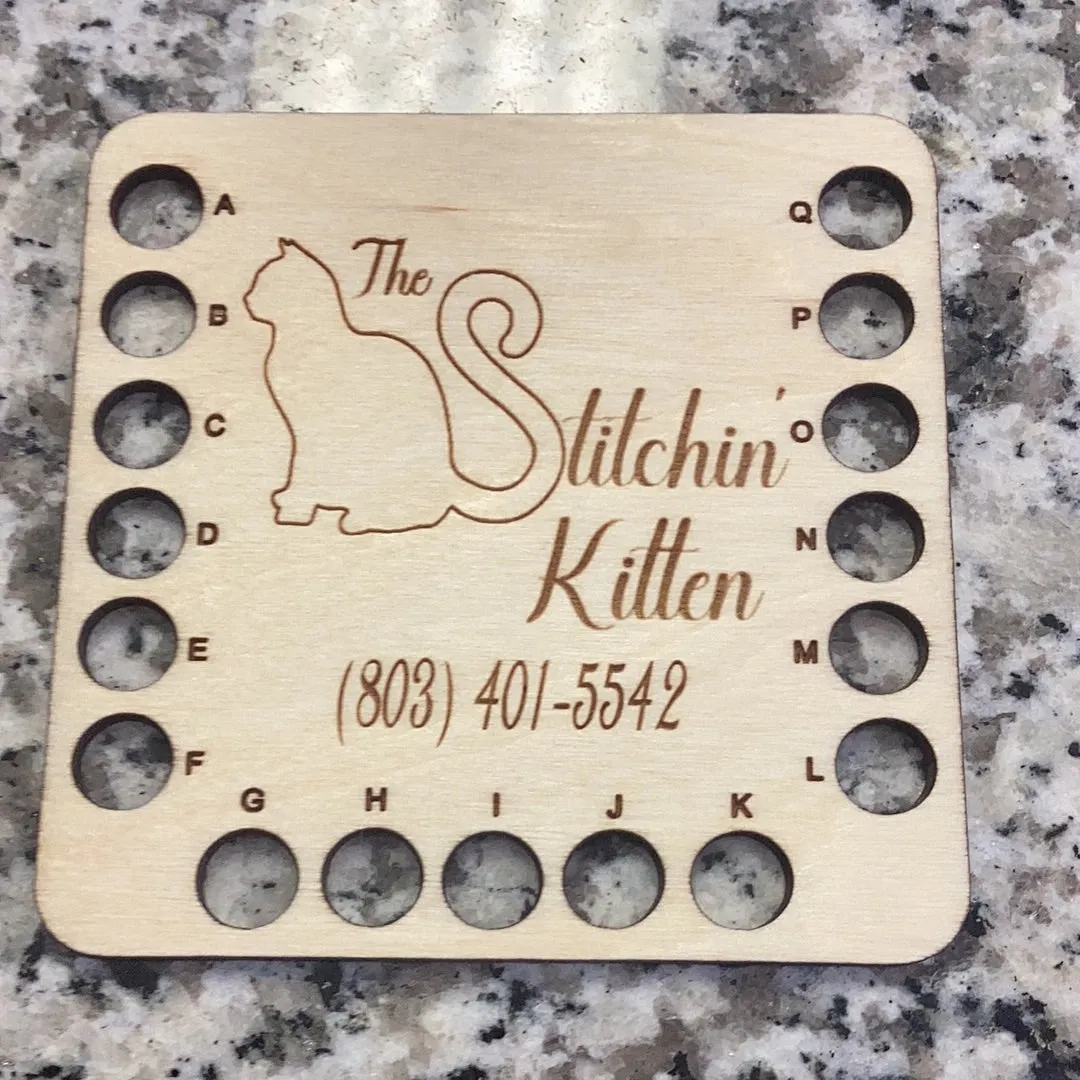 The
Stitchin'
Kitten
(803) 401-5542
A
B
C
D
E
F
G H I J K
L
M
N
O
P
Q